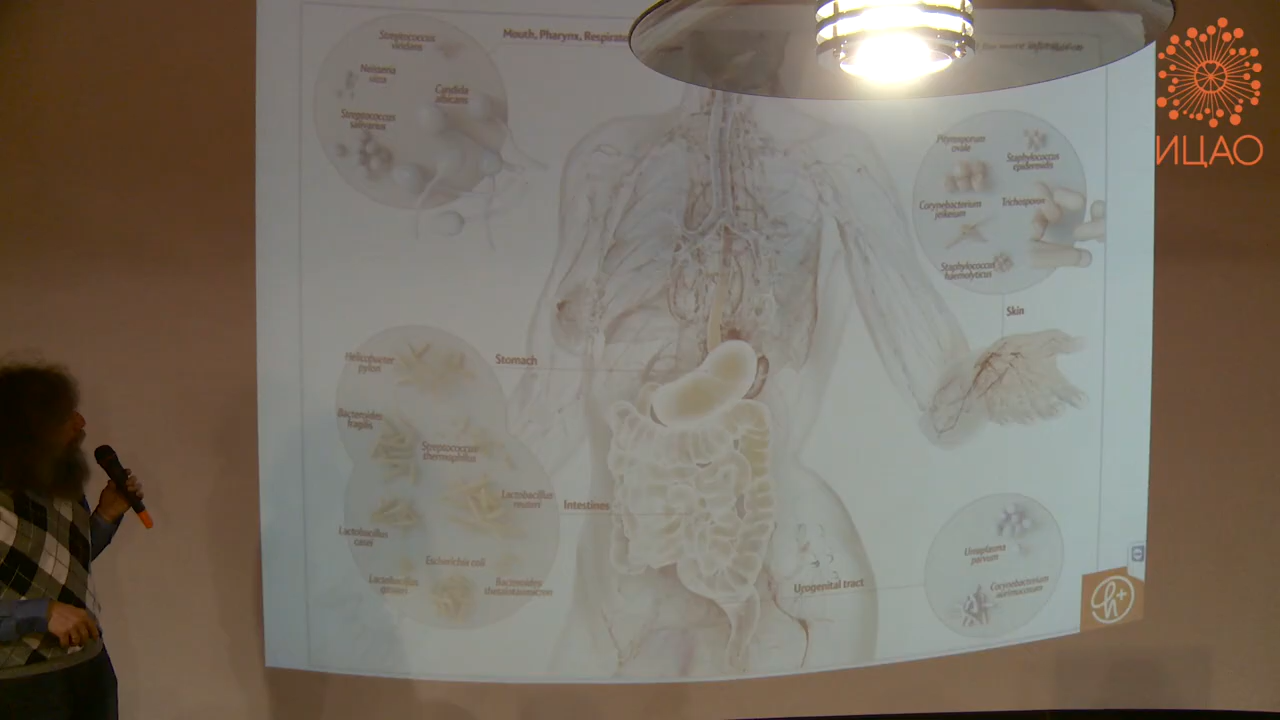 Mouth, Pharynx, Respirato
Streptococcus
viridans
Neisseria
sicca
Candida
albicans
Streptococcus
salivarius
ИЦАО
Pityrosporum
ovale
Staphylococcus
epidermidis
Corynebacterium
jeikeium
Trichosporon
Staphylococcus
haemolyticus
Skin
Stomach
Helicobacter
pylori
Bacteroides
fragilis
Streptococcus
thermophilus
Lactobacillus
reuteri
Intestines
Lactobacillus
casei
Escherichia coli
Lactobacillus
gasseri
Bacteroides
thetaiotaomicron
Urogenital tract
Ureaplasma
parvum
Corynebacterium
aurimucosum
h+